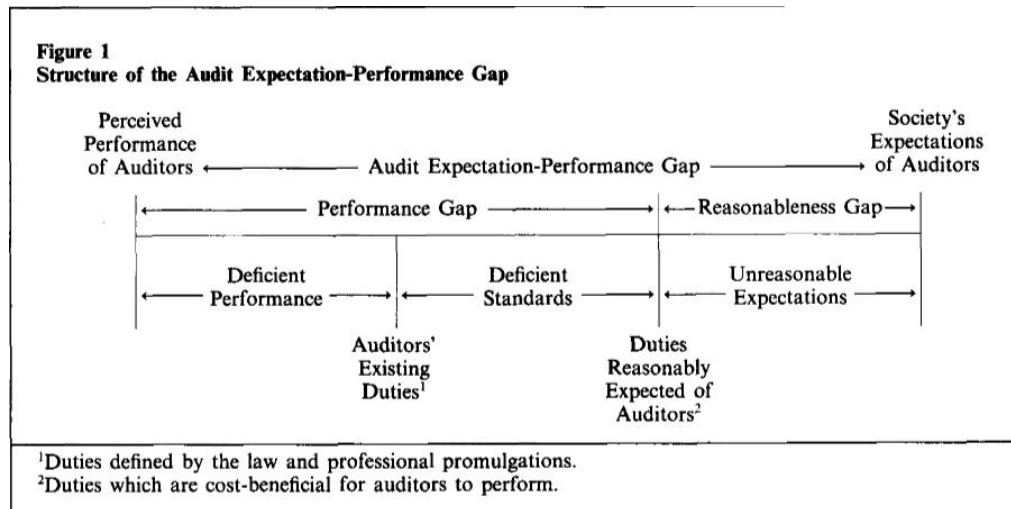 Figure 1
Structure of the Audit Expectation-Performance Gap
Perceived
Performance
of Auditors
Audit Expectation-Performance Gap
Society's
Expectations
of Auditors
Performance Gap
Reasonableness Gap
Deficient
Performance
Deficient
Standards
Unreasonable
Expectations
Auditors'
Existing
Duties¹
Duties
Reasonably
Expected of
Auditors²
¹Duties defined by the law and professional promulgations.
²Duties which are cost-beneficial for auditors to perform.